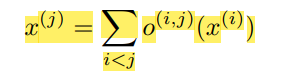 x^{(j)} = \sum_{i<j} o^{(i,j)}(x^{(i)})